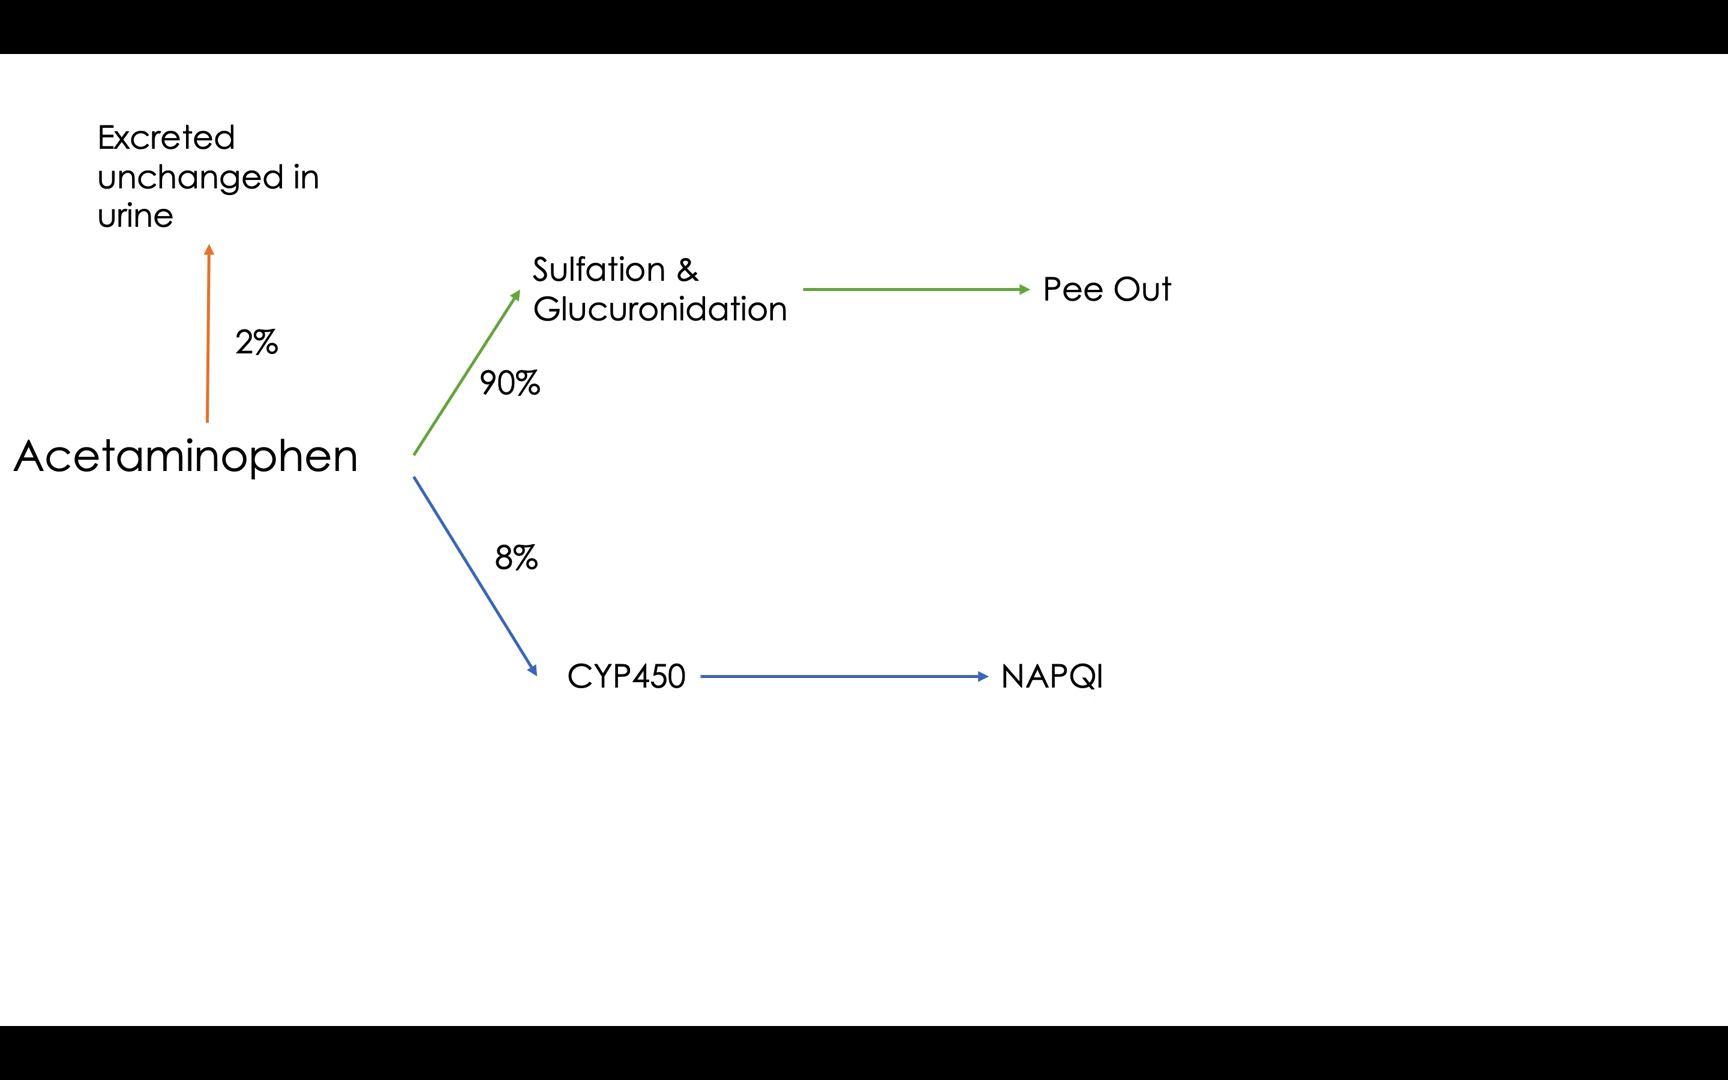 Excreted
unchanged in
urine
Sulfation &
Glucuronidation
Pee Out
2%
90%
Acetaminophen
8%
CYP450
NAPQI